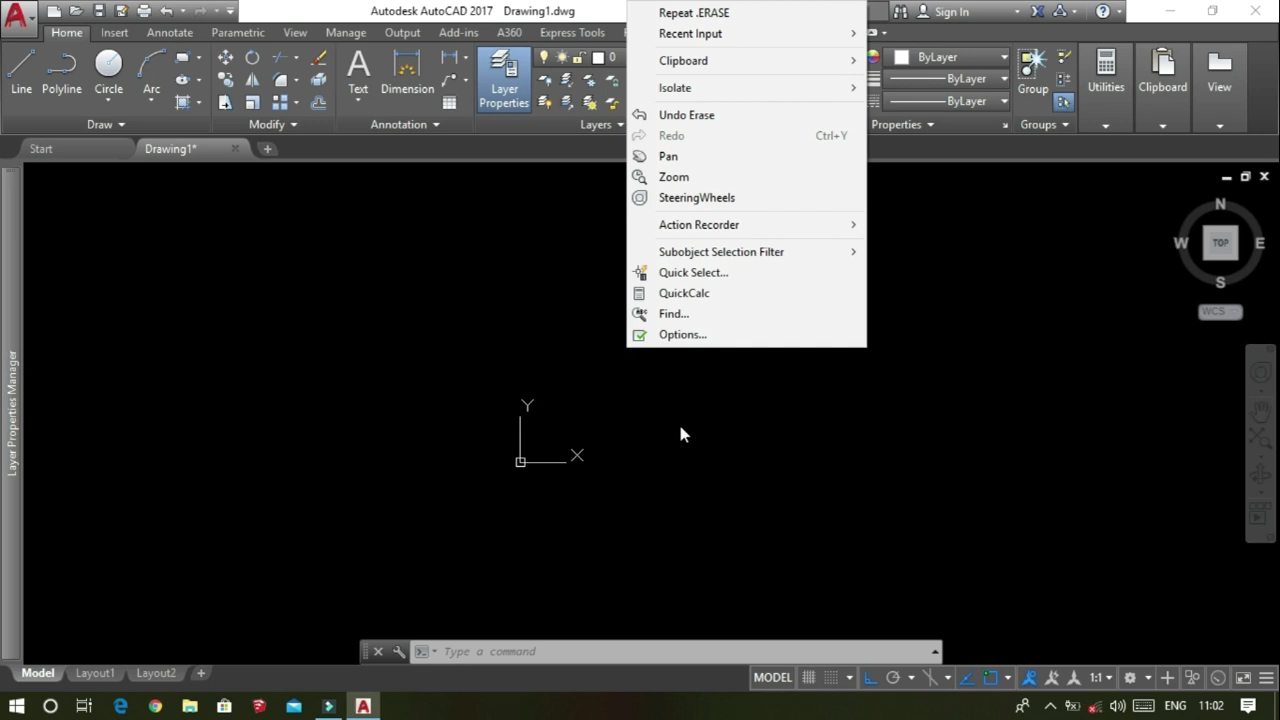 Autodesk AutoCAD 2017 Drawing1.dwg
Sign In
Home Insert Annotate Parametric View Manage Output Add-ins A360 Express Tools
Line Polyline Circle Arc
Text Dimension
Layer Properties
0
ByLayer
ByLayer
ByLayer
Group Utilities Clipboard View
Draw Modify Annotation Layers Properties Groups
Start Drawing1*
Repeat .ERASE
Recent Input
Clipboard
Isolate
Undo Erase
Redo Ctrl+Y
Pan
Zoom
SteeringWheels
Action Recorder
Subobject Selection Filter
Quick Select...
QuickCalc
Find...
Options...
N
W TOP E
S
WCS
Layer Properties Manager
Y
X
Type a command
Model Layout1 Layout2
MODEL 1:1
ENG 11:02